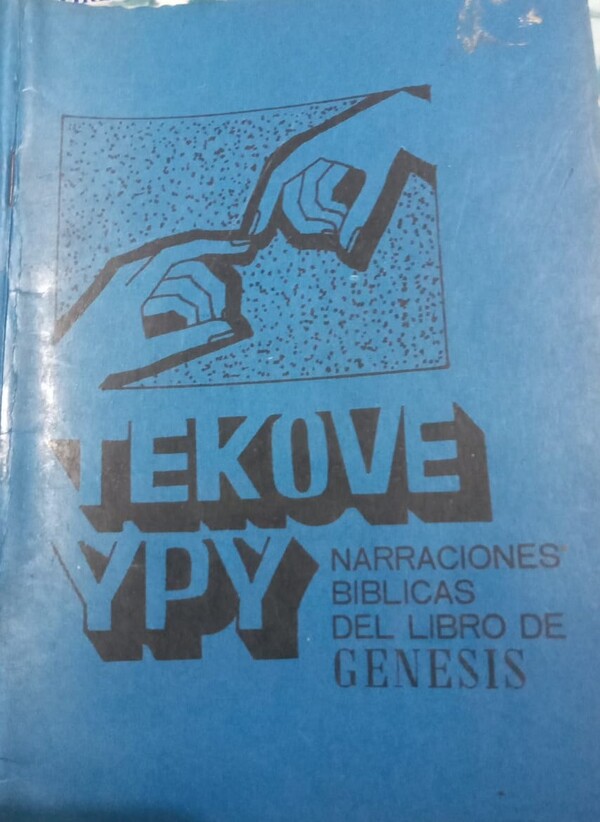 TEKOVE
YPY
NARRACIONES
BIBLICAS
DEL LIBRO DE
GENESIS